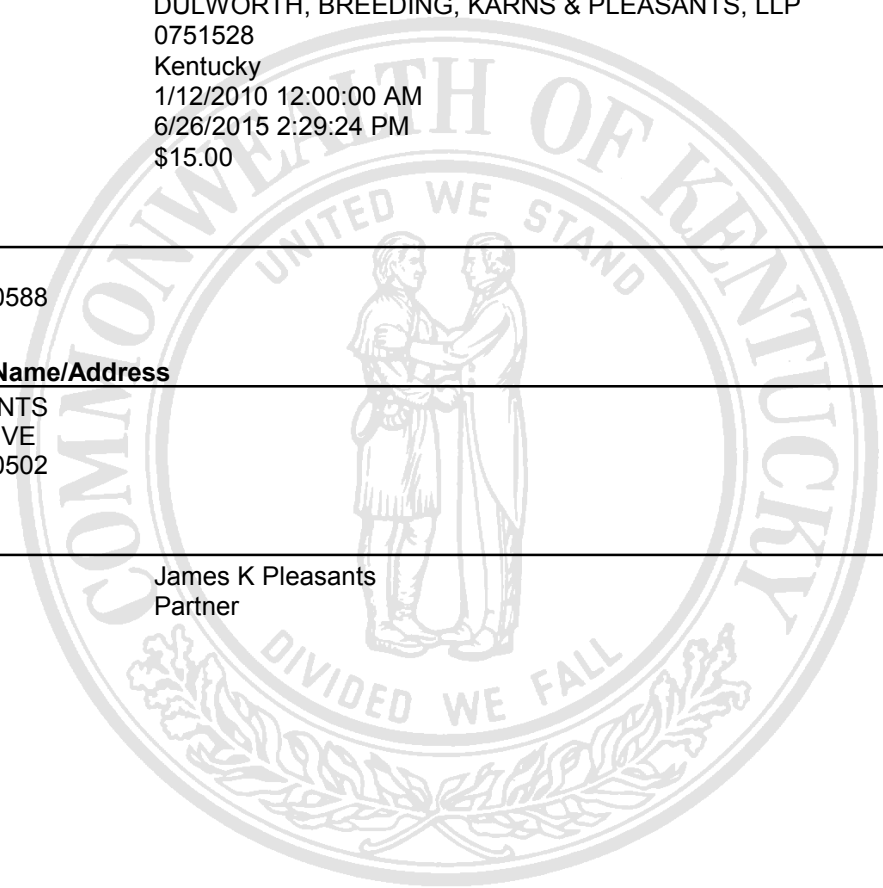 DULWORTH, BREEDING, KARNS & PLEASANTS, LLP
0751528
Kentucky
1/12/2010 12:00:00 AM
6/26/2015 2:29:24 PM
$15.00
COMMONWEALTH OF KENTUCKY
UNITED WE STAND
0588
Name/Address
NTS
VE
0502
James K Pleasants
Partner
DIVIDED WE FALL